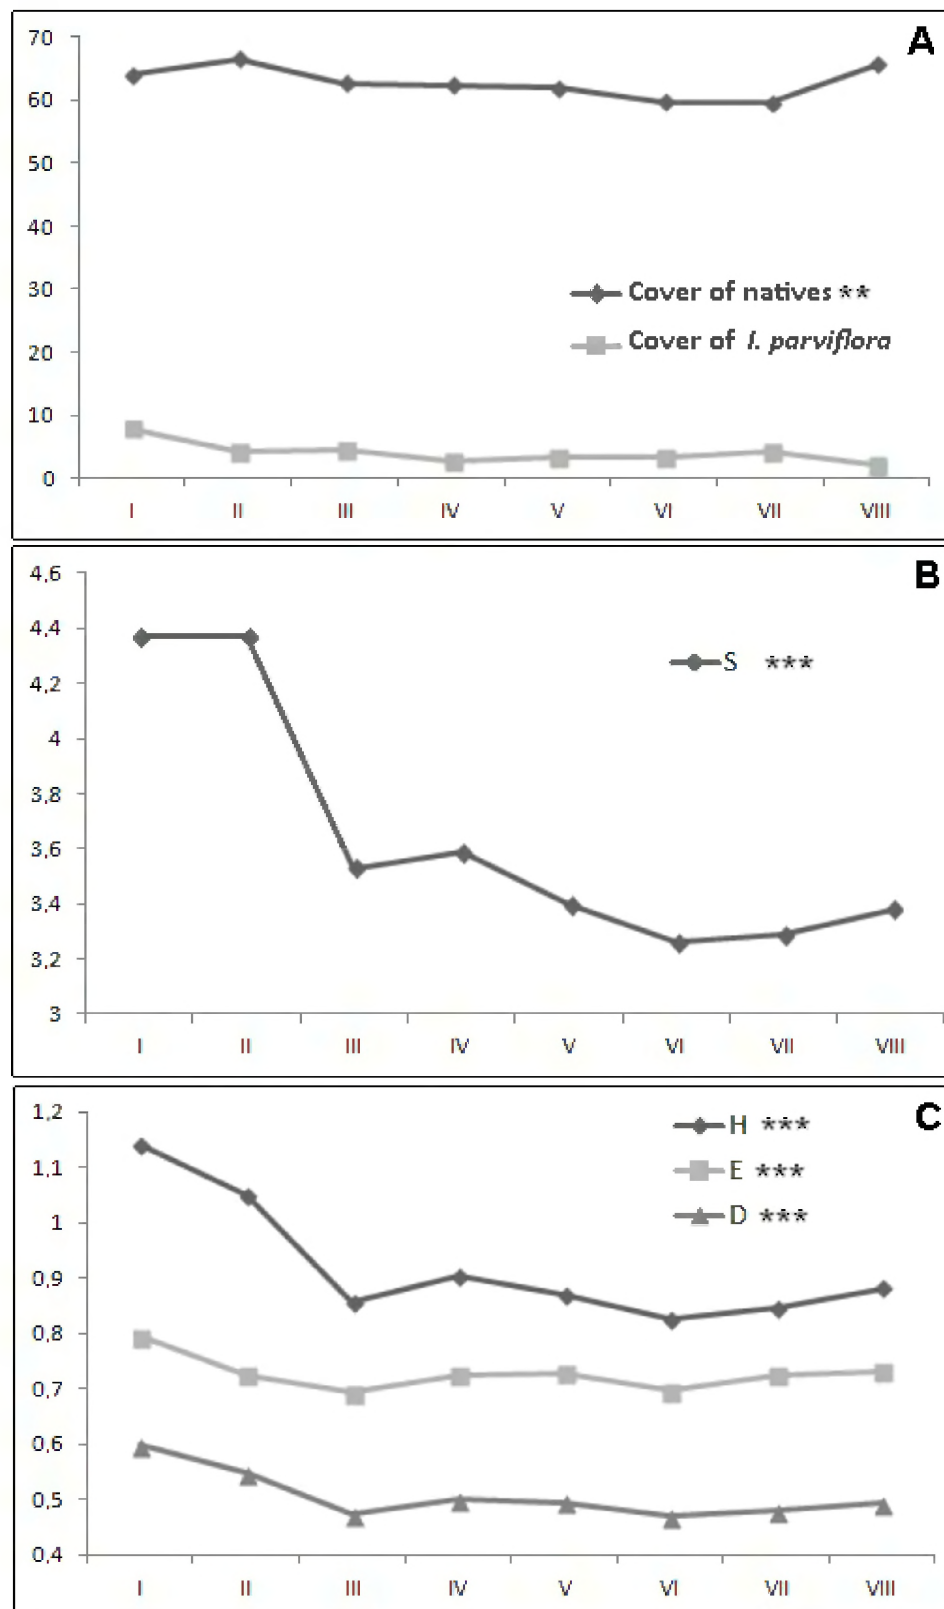 A
70
60
50
40
30
20
10
0
Cover of natives **
Cover of I. parviflora
I II III IV V VI VII VIII
B
4,6
4,4
4,2
4
3,8
3,6
3,4
3,2
3
S ***
I II III IV V VI VII VIII
C
1,2
1,1
1
0,9
0,8
0,7
0,6
0,5
0,4
H ***
E ***
D ***
I II III IV V VI VII VIII